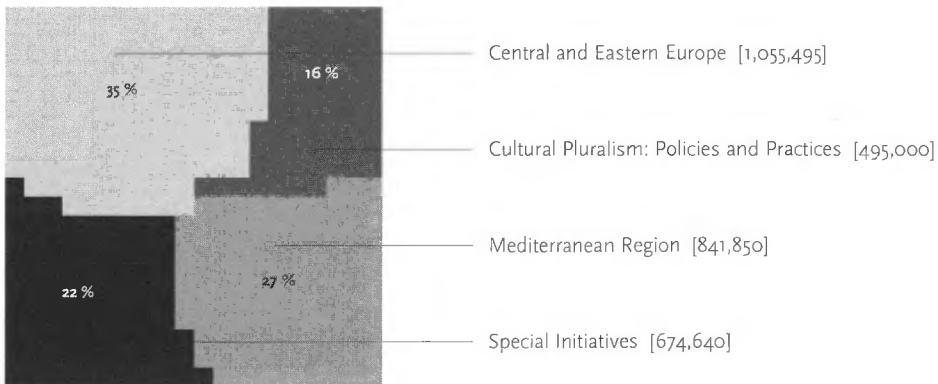 Central and Eastern Europe [1,055,495]
16 %
35 %
Cultural Pluralism: Policies and Practices [495,000]
Mediterranean Region [841,850]
27 %
22 %
Special Initiatives [674,640]